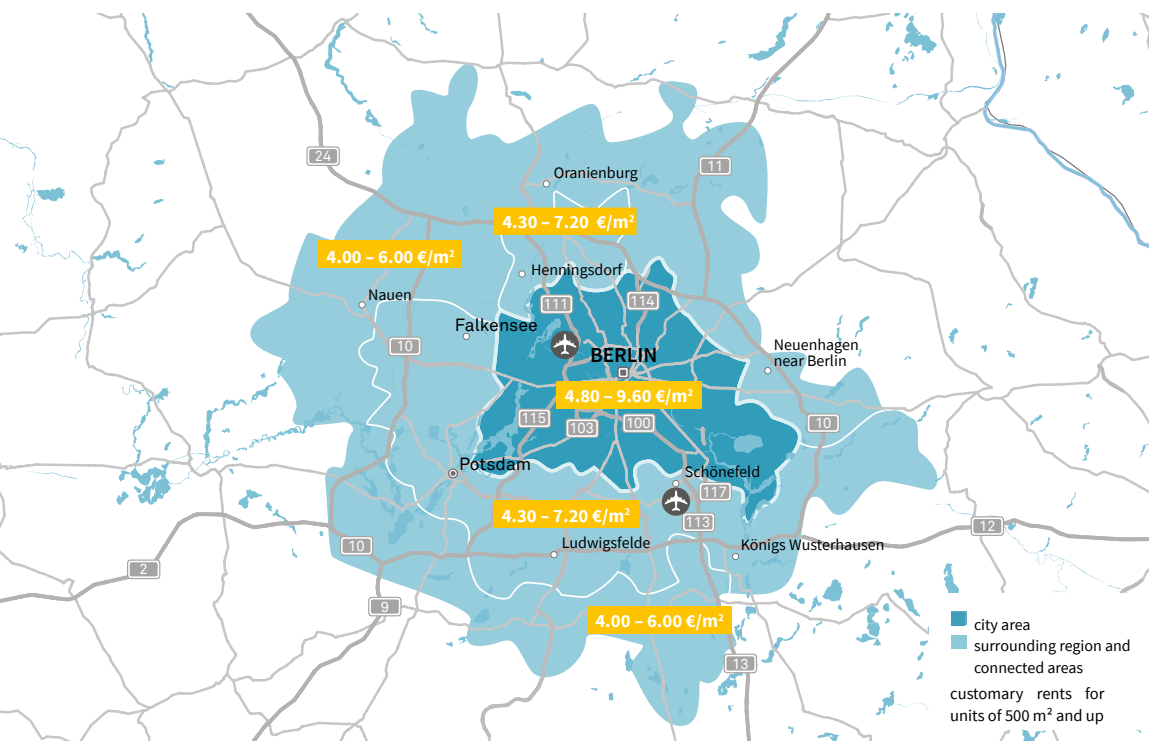 24
11
Oranienburg
4.30 – 7.20 €/m²
4.00 – 6.00 €/m²
Henningsdorf
Nauen
111
114
Falkensee
10
BERLIN
Neuenhagen
near Berlin
4.80 – 9.60 €/m²
115
103
100
10
Potsdam
Schönefeld
117
4.30 – 7.20 €/m²
113
12
10
Ludwigsfelde
Königs Wusterhausen
2
9
4.00 – 6.00 €/m²
13
city area
surrounding region and
connected areas
customary rents for
units of 500 m² and up